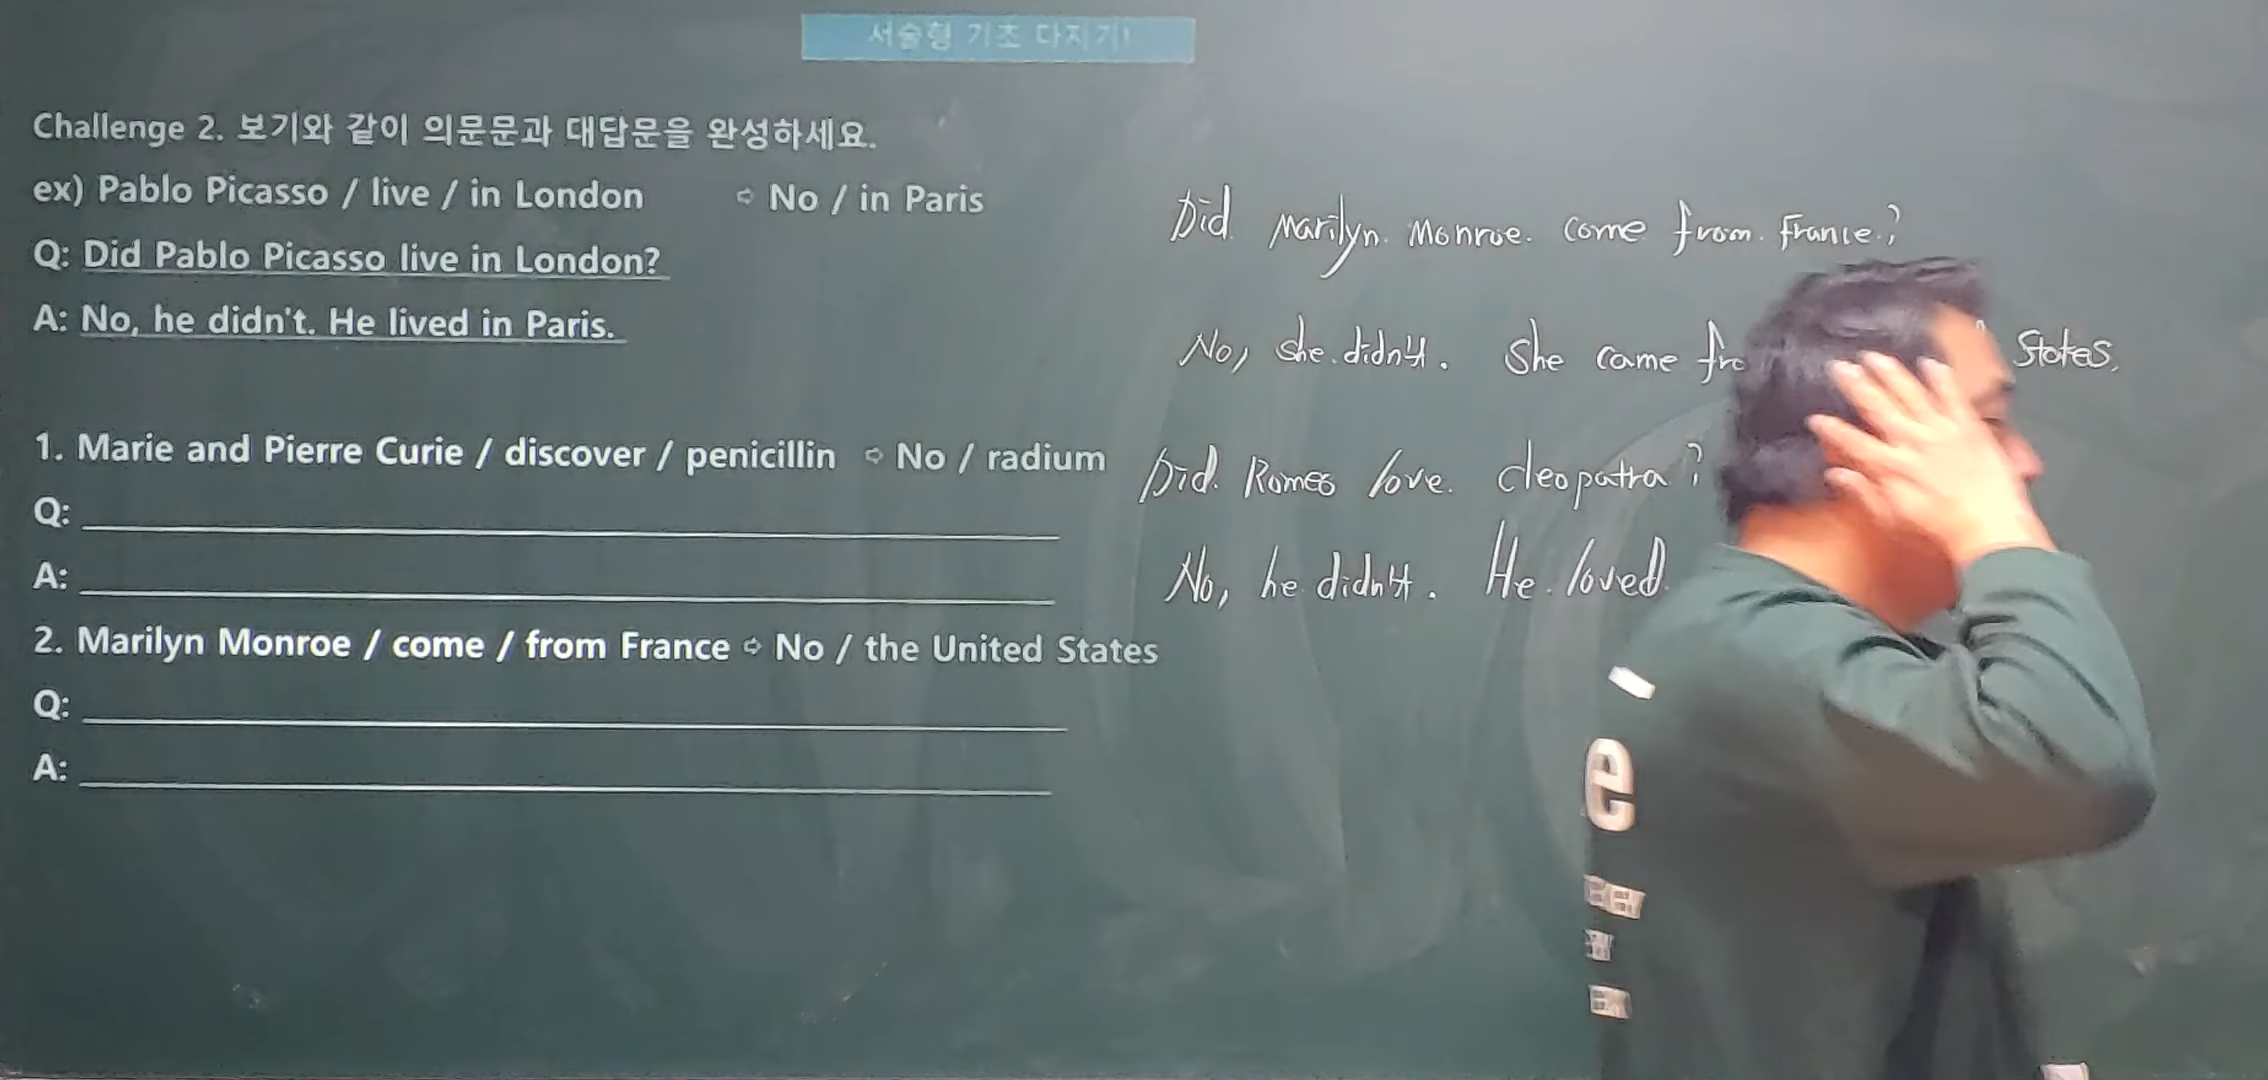 서술형 기초 다지기!
Challenge 2. 보기와 같이 의문문과 대답문을 완성하세요.
ex) Pablo Picasso / live / in London ⇨ No / in Paris
Q: Did Pablo Picasso live in London?
A: No, he didn't. He lived in Paris.
1. Marie and Pierre Curie / discover / penicillin ⇨ No / radium
Q:
A:
2. Marilyn Monroe / come / from France ⇨ No / the United States
Q:
A:
Did Marilyn Monroe come from France?
No, she didn't. She came States.
Did Romeo love cleopatra?
No, he didn't. He loved
e